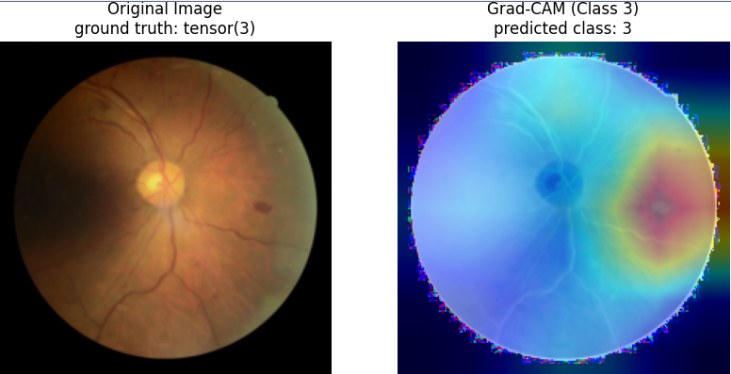 Original Image
ground truth: tensor(3)
Grad-CAM (Class 3)
predicted class: 3